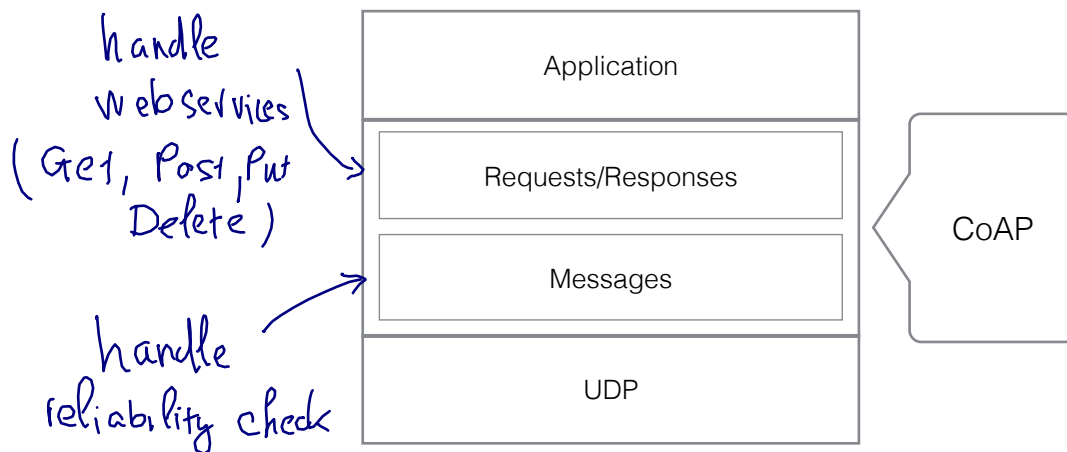 handle
webservices
(Get, Post, Put
Delete)
handle
reliability check
Application
Requests/Responses
Messages
UDP
CoAP